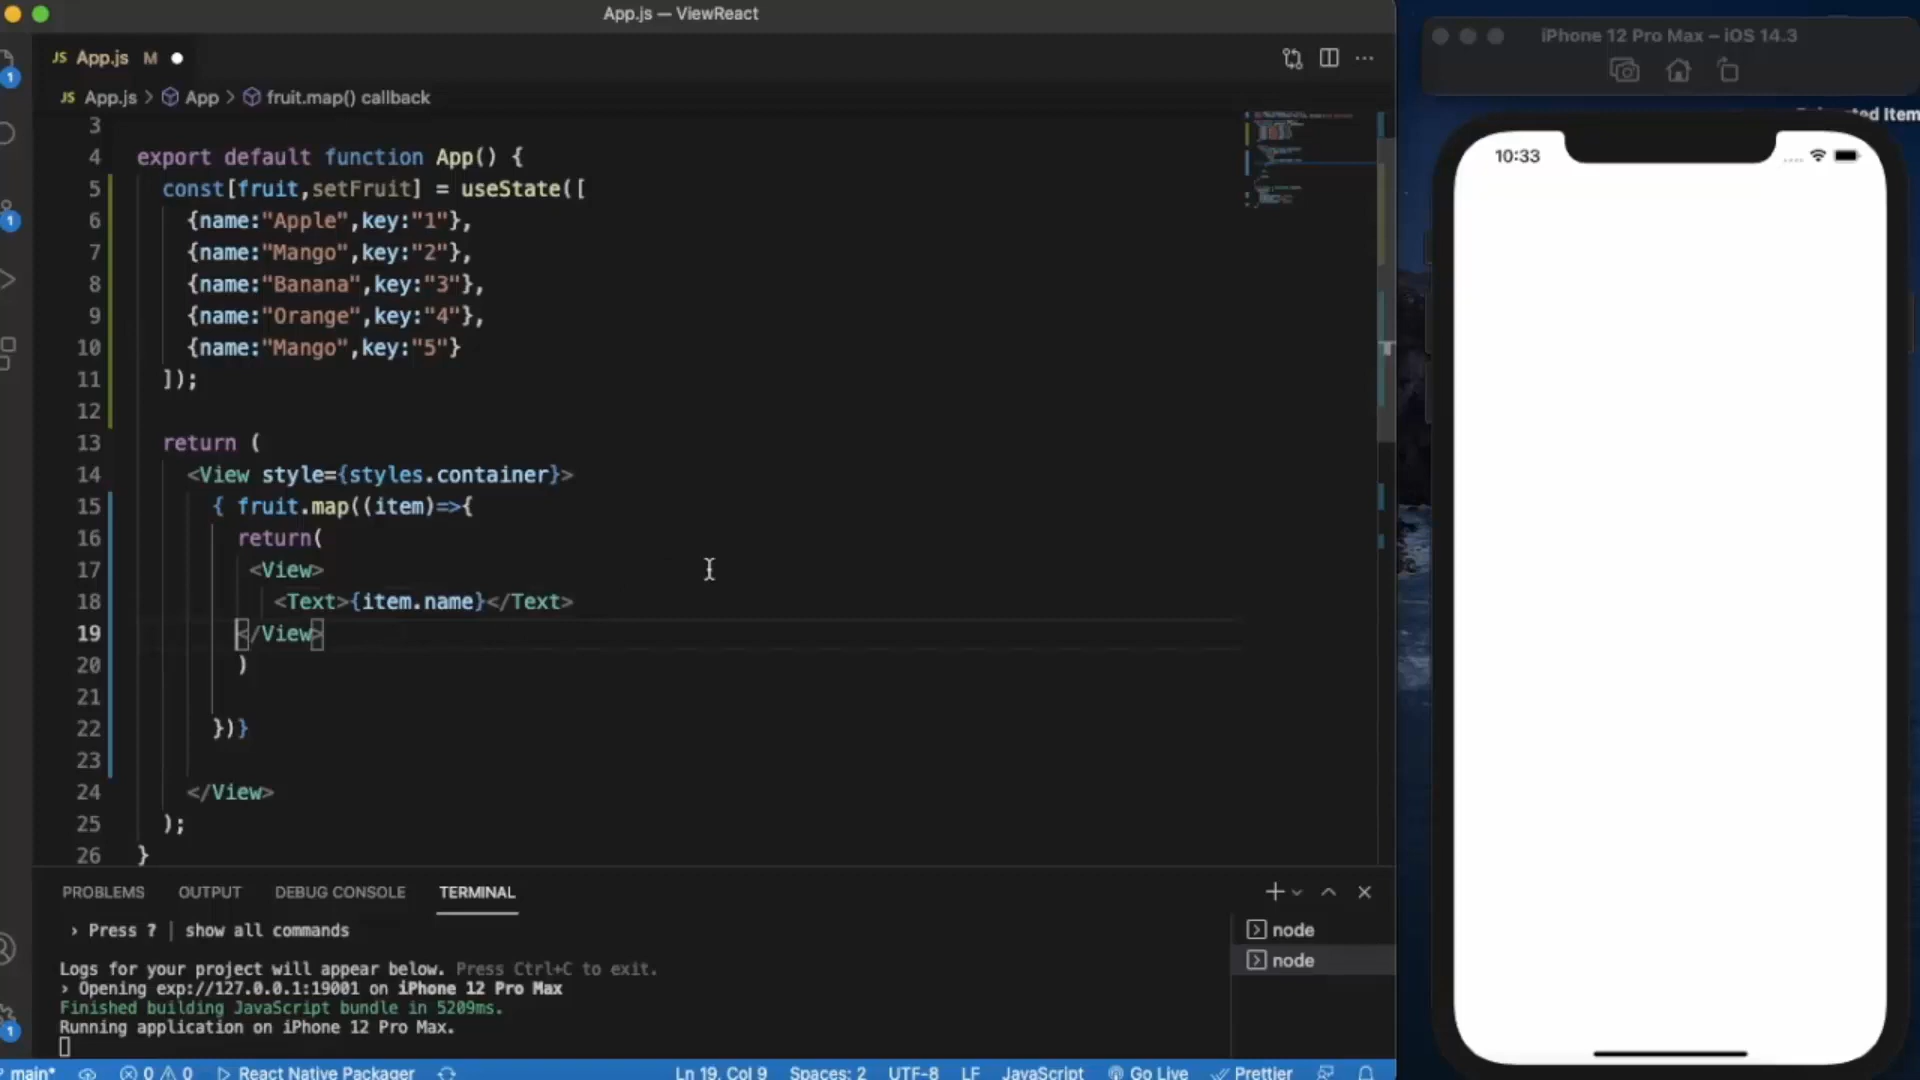 App.js — ViewReact
iPhone 12 Pro Max – iOS 14.3
JS App.js M
JS App.js > App > fruit.map() callback
ed Item
10:33
3
4 export default function App() {
5 const[fruit,setFruit] = useState([
6 {name:"Apple",key:"1"},
7 {name:"Mango",key:"2"},
8 {name:"Banana",key:"3"},
9 {name:"Orange",key:"4"},
10 {name:"Mango",key:"5"}
11 ]);
12
13 return (
14 <View style={styles.container}>
15 { fruit.map((item)=>{
16 return(
17 <View>
18 <Text>{item.name}</Text>
19 </View>
20 )
21
22 })}
23
24 </View>
25 );
26 }
PROBLEMS OUTPUT DEBUG CONSOLE TERMINAL
› Press ? | show all commands
Logs for your project will appear below. Press Ctrl+C to exit.
› Opening exp://127.0.0.1:19001 on iPhone 12 Pro Max
Finished building JavaScript bundle in 5209ms.
Running application on iPhone 12 Pro Max.
node
node
1
1
1
main* 0 0 React Native Packager Ln 19, Col 9 Spaces: 2 UTF-8 LF JavaScript Go Live Prettier